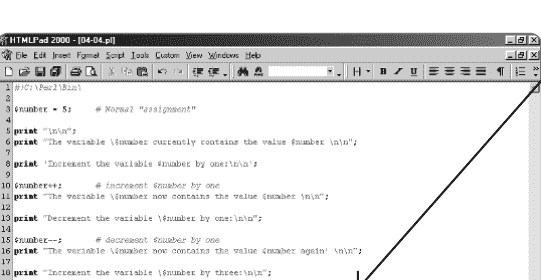 HTMLPad 2000 - [04-04.pl]
File Edit Insert Format Script Tools Custom View Windows Help
1 #!C:\Perl\Bin\
2
3 $number = 5; # Normal "assignment"
4
5 print "\n\n";
6 print "The variable \$number currently contains the value $number \n\n";
7
8 print 'Increment the variable $number by one:\n\n';
9
10 $number++; # increment $number by one
11 print "The variable \$number now contains the value $number \n\n";
12
13 print "Decrement the variable \$number by one:\n\n";
14
15 $number--; # decrement $number by one
16 print "The variable \$number now contains the value $number again' \n\n";
17
18 print "Increment the variable \$number by three:\n\n";